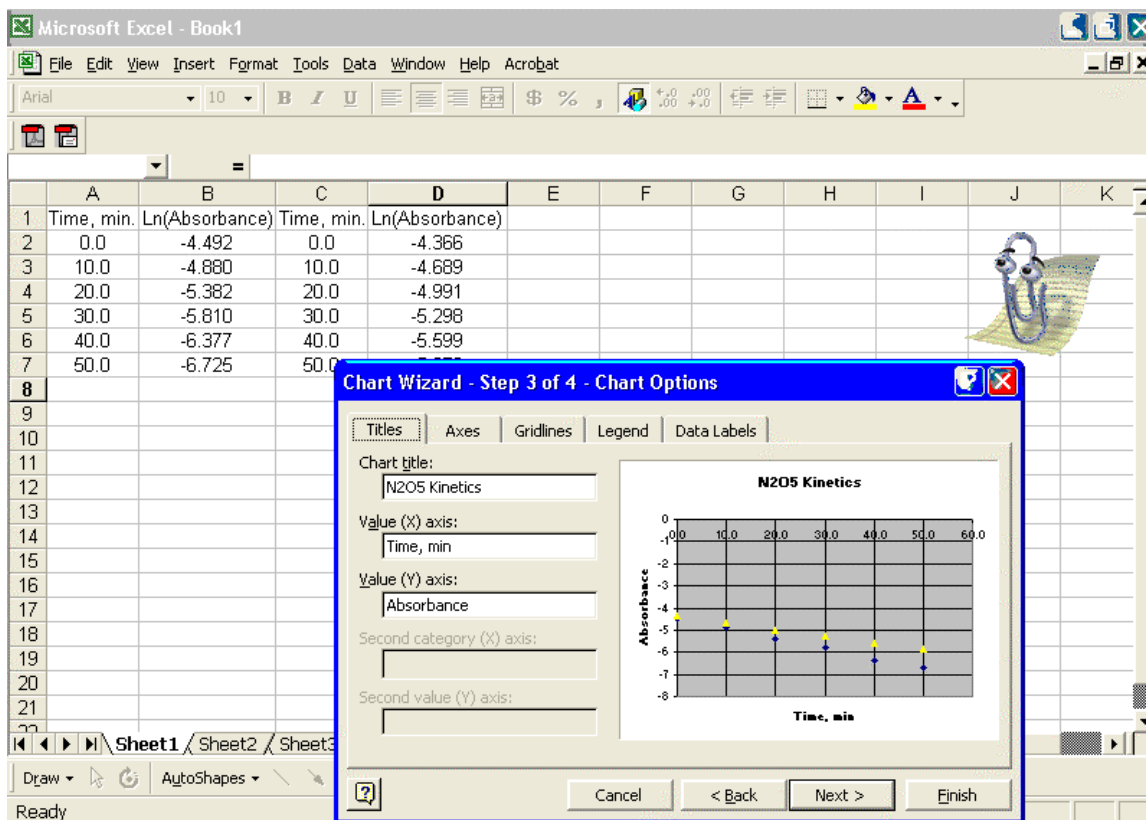 Microsoft Excel - Book1
File Edit View Insert Format Tools Data Window Help Acrobat
Arial 10 B I U $ % ,
=
A B C D E F G H I J K
1 Time, min. Ln(Absorbance) Time, min. Ln(Absorbance)
2 0.0 -4.492 0.0 -4.366
3 10.0 -4.880 10.0 -4.689
4 20.0 -5.382 20.0 -4.991
5 30.0 -5.810 30.0 -5.298
6 40.0 -6.377 40.0 -5.599
7 50.0 -6.725 50.0
8
9
10
11
12
13
14
15
16
17
18
19
20
21
Chart Wizard - Step 3 of 4 - Chart Options
Titles Axes Gridlines Legend Data Labels
Chart title:
N2O5 Kinetics
Value (X) axis:
Time, min
Value (Y) axis:
Absorbance
Second category (X) axis:
Second value (Y) axis:
N2O5 Kinetics
0
0.0 10.0 20.0 30.0 40.0 50.0 60.0
-1
-2
-3
-4
-5
-6
-7
-8
Absorbance
Time, min
Cancel < Back Next > Finish
Sheet1 Sheet2 Sheet3
Draw AutoShapes
Ready